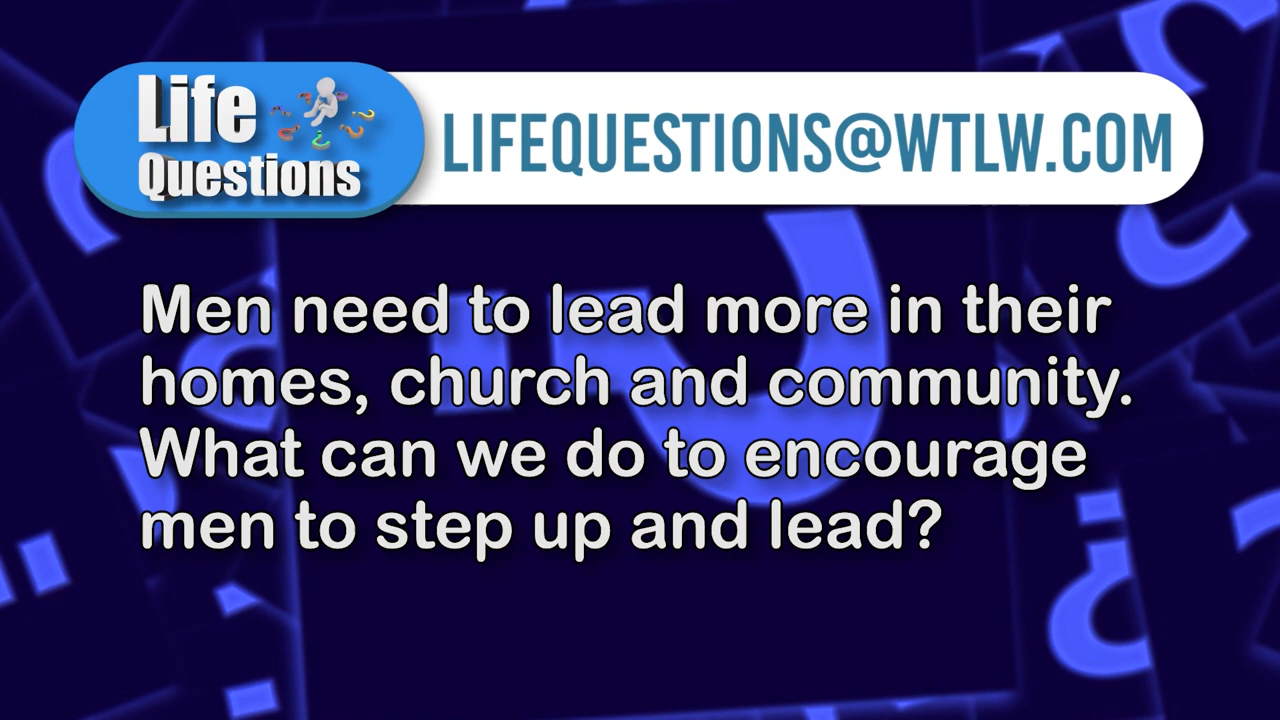 Life
Questions
LIFEQUESTIONS@WTLW.COM
Men need to lead more in their
homes, church and community.
What can we do to encourage
men to step up and lead?